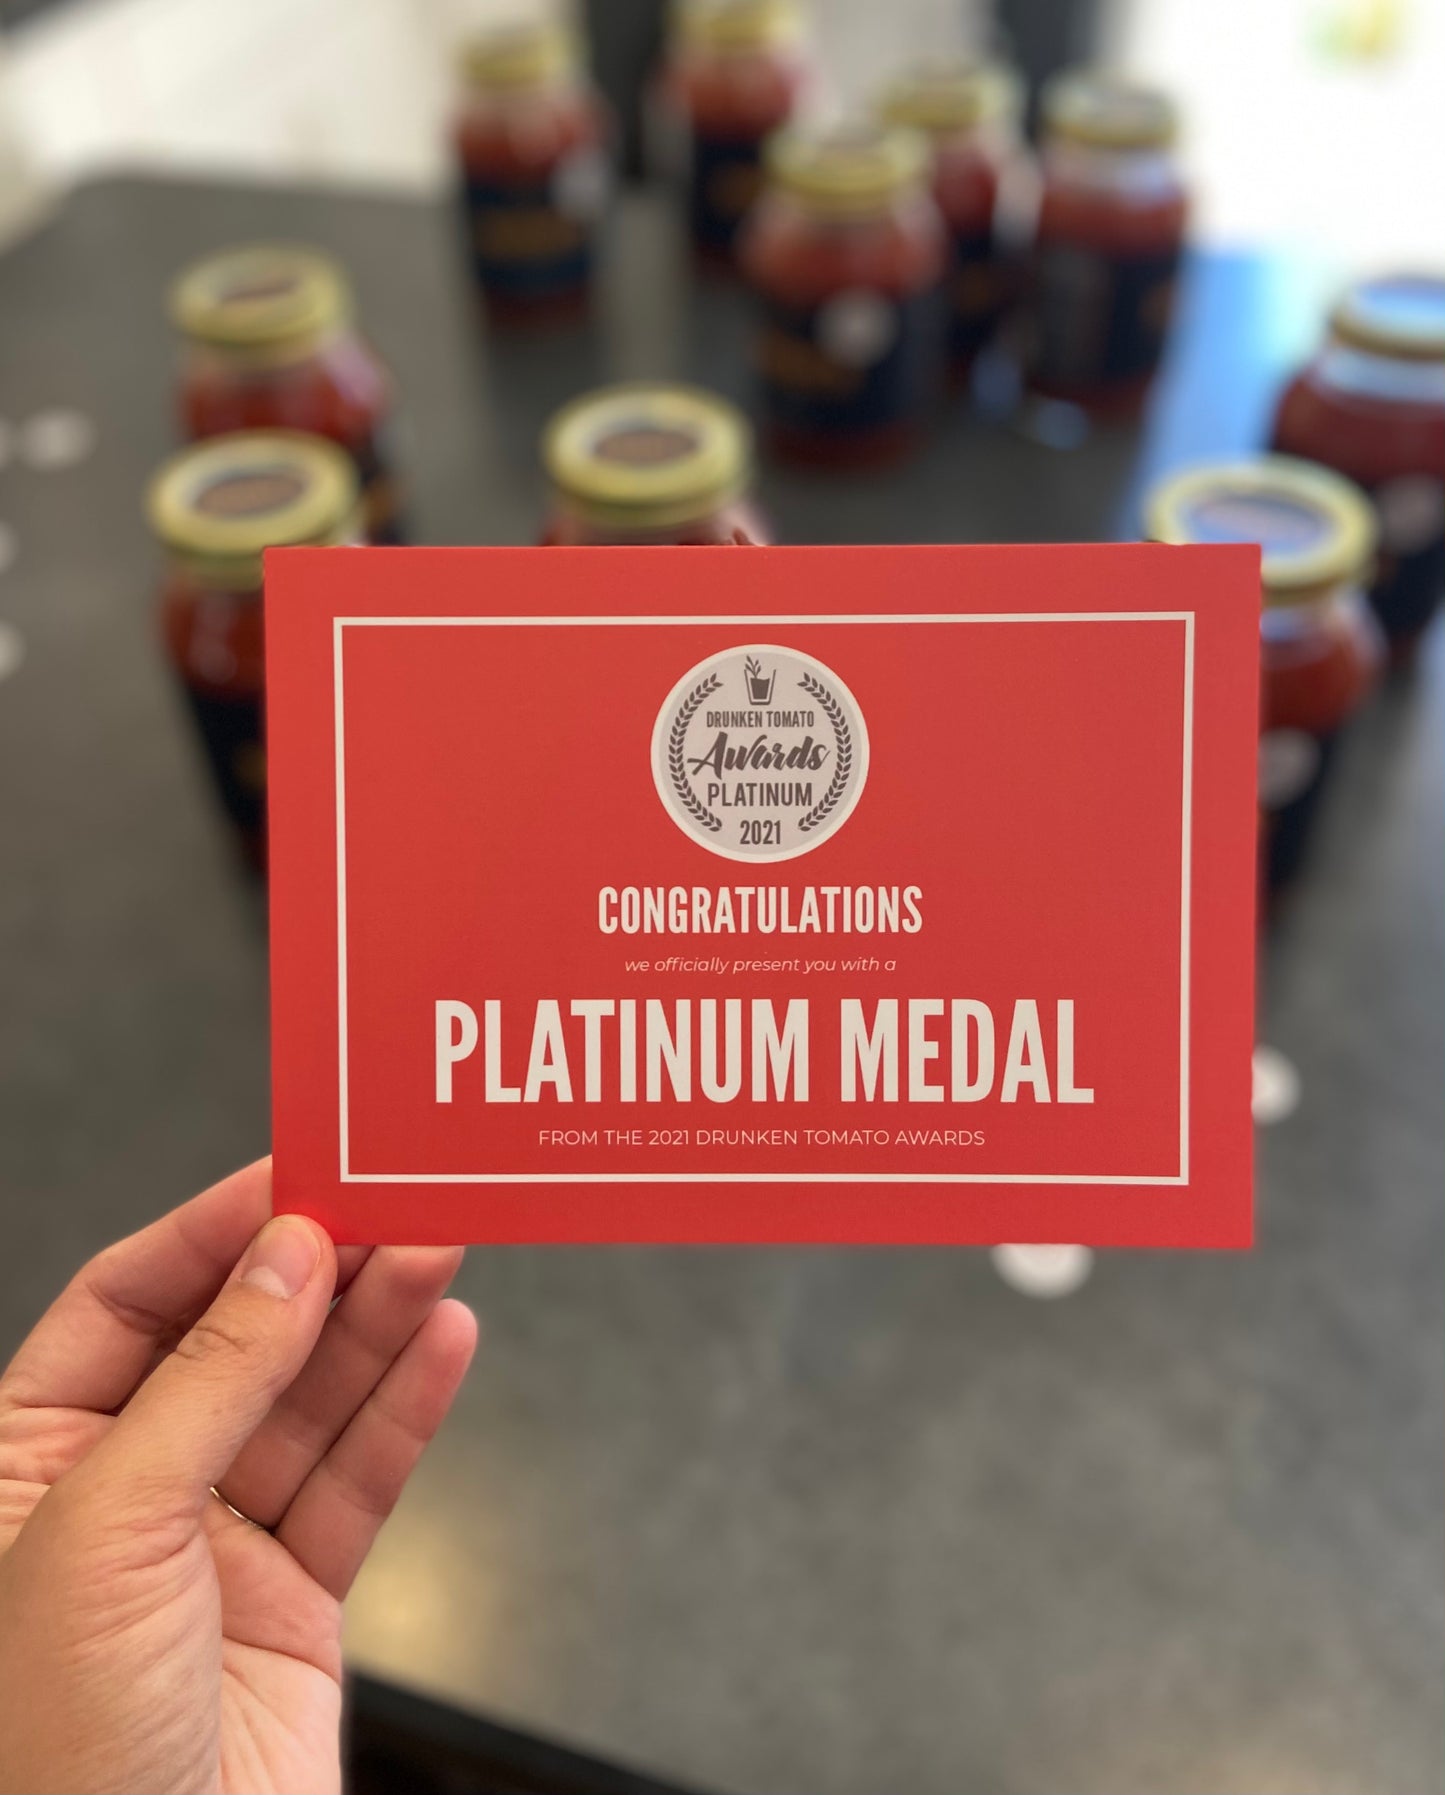 DRUNKEN TOMATO
Awards
PLATINUM
2021
CONGRATULATIONS
we officially present you with a
PLATINUM MEDAL
FROM THE 2021 DRUNKEN TOMATO AWARDS